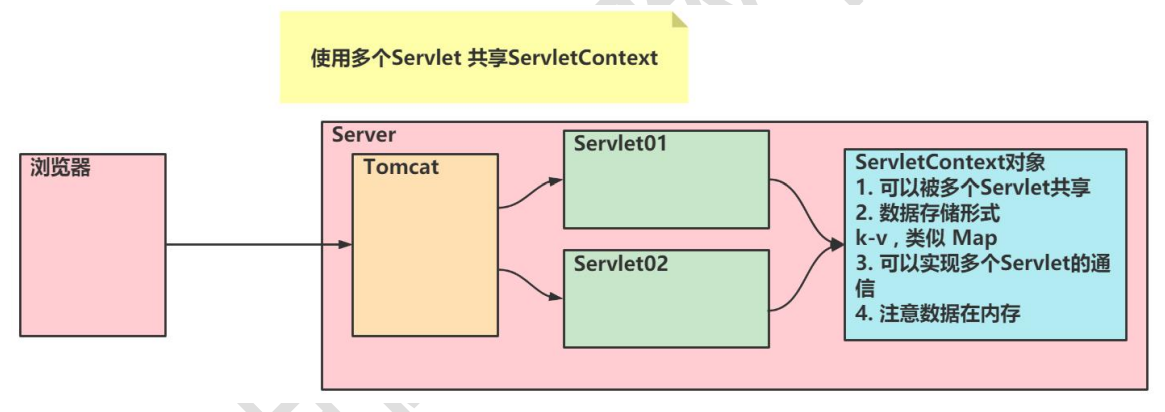 使用多个Servlet 共享ServletContext
浏览器
Server
Tomcat
Servlet01
Servlet02
ServletContext对象
1. 可以被多个Servlet共享
2. 数据存储形式
k-v , 类似 Map
3. 可以实现多个Servlet的通
信
4. 注意数据在内存